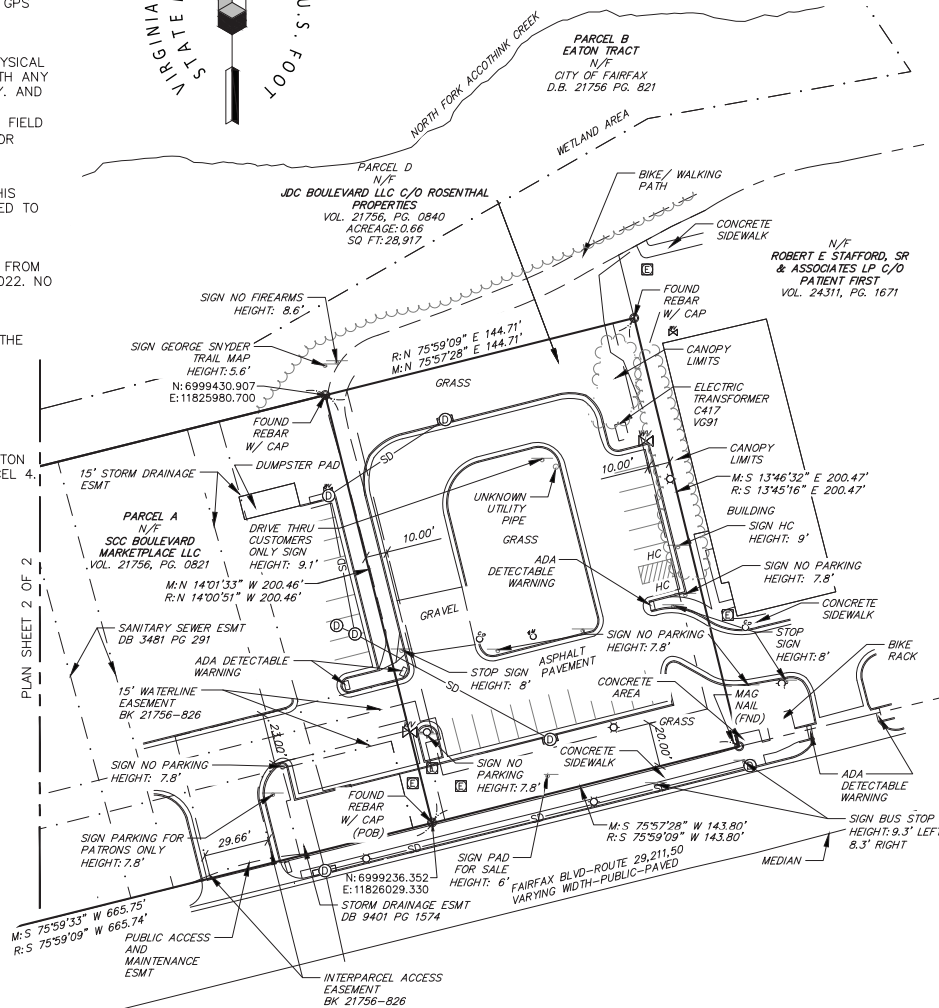 GPS
YSICAL
TH ANY
Y. AND
FIELD
OR
HIS
ED TO
FROM
022. NO
THE
TON
CEL 4.
VIRGINIA
STATE
U.S. FOOT
NORTH FORK ACCOTHINK CREEK
PARCEL B
EATON TRACT
N/F
CITY OF FAIRFAX
D.B. 21756 PG. 821
WETLAND AREA
PARCEL D
N/F
JDC BOULEVARD LLC C/O ROSENTHAL
PROPERTIES
VOL. 21756, PG. 0840
ACREAGE: 0.66
SQ FT: 28,917
BIKE/ WALKING
PATH
CONCRETE
SIDEWALK
N/F
ROBERT E STAFFORD, SR
& ASSOCIATES LP C/O
PATIENT FIRST
VOL. 24311, PG. 1671
SIGN NO FIREARMS
HEIGHT: 8.6'
FOUND
REBAR
W/ CAP
SIGN GEORGE SNYDER
TRAIL MAP
HEIGHT: 5.6'
N: 6999430.907
E: 11825980.700
R: N 75°59'09" E 144.71'
M: N 75°57'28" E 144.71'
GRASS
CANOPY
LIMITS
ELECTRIC
TRANSFORMER
C417
VG91
FOUND
REBAR
W/ CAP
WV
D
SD
CANOPY
LIMITS
15' STORM DRAINAGE
ESMT
DUMPSTER PAD
D
10.00'
M: S 13°46'32" E 200.47'
R: S 13°45'16" E 200.47'
UNKNOWN
UTILITY
PIPE
BUILDING
SIGN HC
HEIGHT: 9'
PARCEL A
N/F
SCC BOULEVARD
MARKETPLACE LLC
VOL. 21756, PG. 0821
DRIVE THRU
CUSTOMERS
ONLY SIGN
HEIGHT: 9.1'
10.00'
GRASS
ADA
DETECTABLE
WARNING
HC
HC
SIGN NO PARKING
HEIGHT: 7.8'
SD
M: N 14°01'33" W 200.46'
R: N 14°00'51" W 200.46'
GRAVEL
E
CONCRETE
SIDEWALK
PLAN SHEET 2 OF 2
SANITARY SEWER ESMT
DB 3481 PG 291
D
D
SIGN NO PARKING
HEIGHT: 7.8'
STOP
SIGN
HEIGHT: 8'
BIKE
RACK
ASPHALT
PAVEMENT
ADA DETECTABLE
WARNING
STOP SIGN
HEIGHT: 8'
SD
CONCRETE
AREA
MAG
NAIL
(FND)
15' WATERLINE
EASEMENT
BK 21756-826
23.00'
GRASS
20.00'
D
CONCRETE
SIDEWALK
SIGN NO PARKING
HEIGHT: 7.8'
SIGN NO
PARKING
HEIGHT: 7.8'
E
E
E
ADA
DETECTABLE
WARNING
FOUND
REBAR
W/ CAP
(POB)
SIGN PARKING FOR
PATRONS ONLY
HEIGHT: 7.8'
29.66'
SIGN PAD
FOR SALE
HEIGHT: 6'
M: S 75°57'28" W 143.80'
R: S 75°59'09" W 143.80'
SIGN BUS STOP
HEIGHT: 9.3' LEFT
8.3' RIGHT
MEDIAN
SD
SD
D
N: 6999236.352
E: 11826029.330
FAIRFAX BLVD-ROUTE 29,211,50
VARYING WIDTH-PUBLIC-PAVED
STORM DRAINAGE ESMT
DB 9401 PG 1574
M: S 75°59'33" W 665.75'
R: S 75°59'09" W 665.74'
PUBLIC ACCESS
AND
MAINTENANCE
ESMT
INTERPARCEL ACCESS
EASEMENT
BK 21756-826